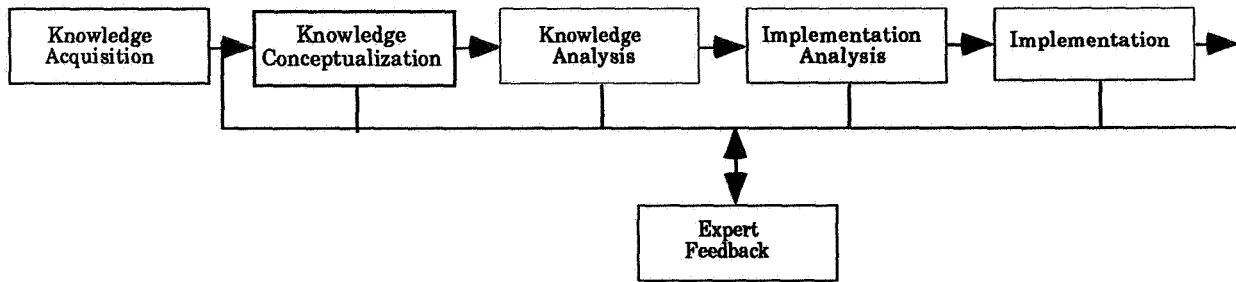 Knowledge
Acquisition
Knowledge
Conceptualization
Knowledge
Analysis
Implementation
Analysis
Implementation
Expert
Feedback